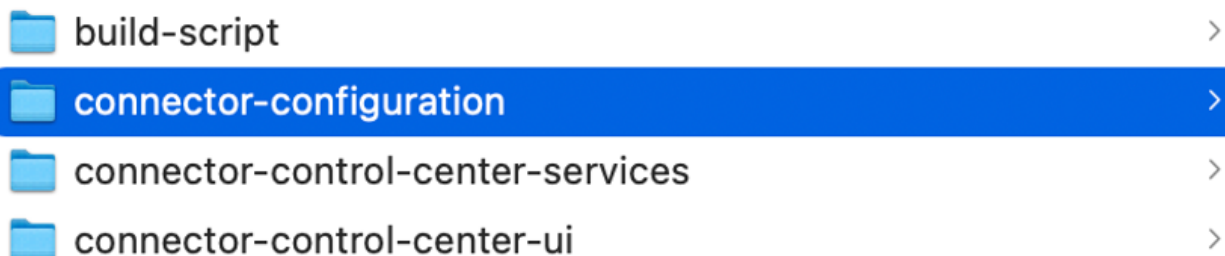 build-script
connector-configuration
connector-control-center-services
connector-control-center-ui